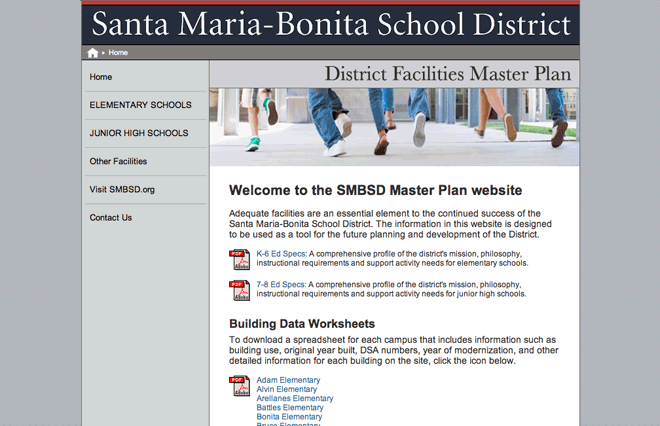 Santa Maria-Bonita School District
Home
District Facilities Master Plan
Home
ELEMENTARY SCHOOLS
JUNIOR HIGH SCHOOLS
Other Facilities
Visit SMBSD.org
Contact Us
Welcome to the SMBSD Master Plan website
Adequate facilities are an essential element to the continued success of the
Santa Maria-Bonita School District. The information in this website is designed
to be used as a tool for the future planning and development of the District.
PDF
Adobe
K-6 Ed Specs: A comprehensive profile of the district's mission, philosophy,
instructional requirements and support activity needs for elementary schools.
PDF
Adobe
7-8 Ed Specs: A comprehensive profile of the district's mission, philosophy,
instructional requirements and support activity needs for junior high schools.
Building Data Worksheets
To download a spreadsheet for each campus that includes information such as
building use, original year built, DSA numbers, year of modernization, and other
detailed information for each building on the site, click the icon below.
PDF
Adobe
Adam Elementary
Alvin Elementary
Arellanes Elementary
Battles Elementary
Bonita Elementary
Bruce Elementary